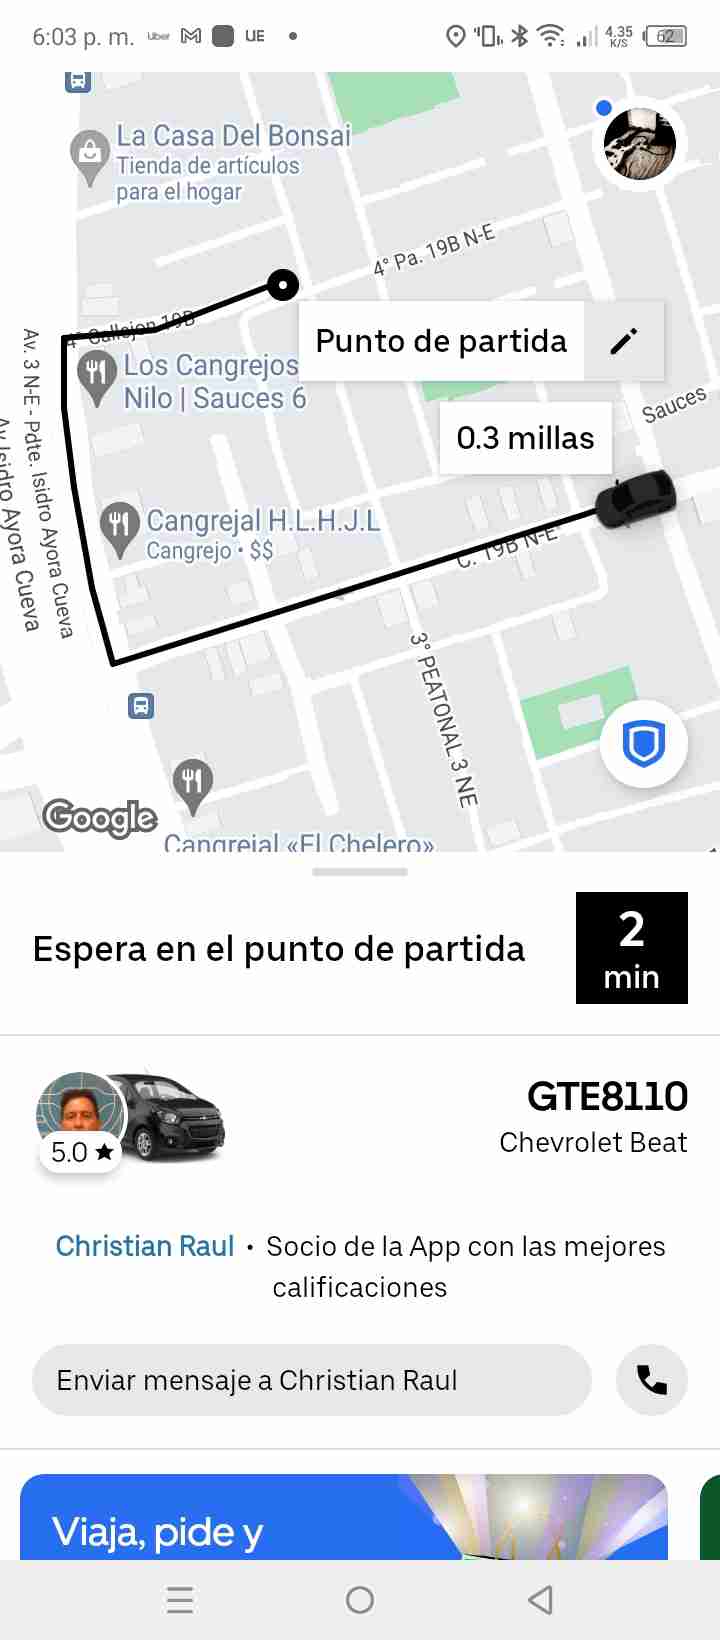 6:03 p. m.
Uber
UE
4.35
K/S
62
La Casa Del Bonsai
Tienda de artículos
para el hogar
4° Pa. 19B N-E
4° Callejon 19B
Punto de partida
Los Cangrejos
Nilo | Sauces 6
Sauces
0.3 millas
Av. 3 N-E - Pdte. Isidro Ayora Cueva
Av Isidro Ayora Cueva
Cangrejal H.L.H.J.L
Cangrejo • $$
C. 19B N-E
3° PEATONAL 3 NE
Google
Cangrejal «El Chelero»
Espera en el punto de partida
2
min
5.0 ★
GTE8110
Chevrolet Beat
Christian Raul • Socio de la App con las mejores
calificaciones
Enviar mensaje a Christian Raul
Viaja, pide y